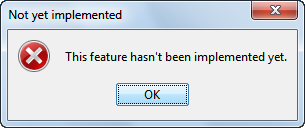 Not yet implemented
This feature hasn't been implemented yet.
OK